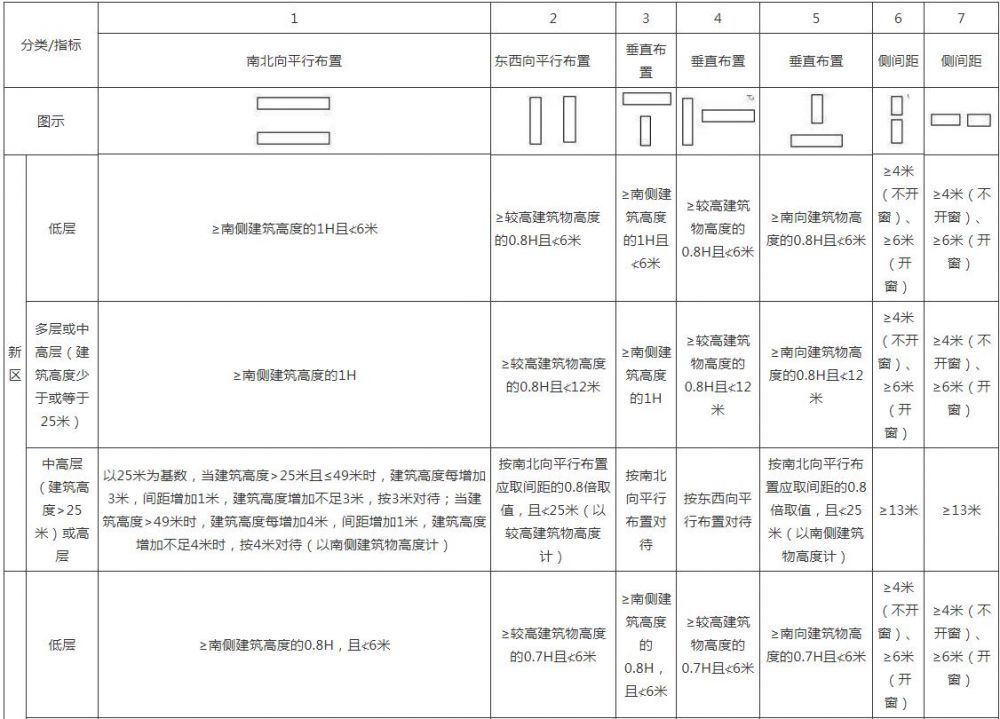 分类/指标
1
2
3
4
5
6
7
南北向平行布置
东西向平行布置
垂直布
置
垂直布置
垂直布置
侧间距
侧间距
图示
新
区
低层
≥南侧建筑高度的1H且≮6米
≥较高建筑物高度
的0.8H且≮6米
≥南侧建
筑高度
的1H且
≮6米
≥较高建筑
物高度的
0.8H且≮6米
≥南向建筑物高
度的0.8H且≮6米
≥4米
（不开
窗）、
≥6米
（开
窗）
≥4米（不
开窗）、
≥6米（开
窗）
多层或中
高层（建
筑高度少
于或等于
25米）
≥南侧建筑高度的1H
≥较高建筑物高度
的0.8H且≮12米
≥南侧建
筑高度
的1H
≥较高建筑
物高度的
0.8H且≮12
米
≥南向建筑物高
度的0.8H且≮12
米
≥4米
（不开
窗）、
≥6米
（开
窗）
≥4米（不
开窗）、
≥6米（开
窗）
中高层
（建筑高
度>25
米）或高
层
以25米为基数，当建筑高度>25米且≤49米时，建筑高度每增加
3米，间距增加1米，建筑高度增加不足3米，按3米对待；当建
筑高度>49米时，建筑高度每增加4米，间距增加1米，建筑高度
增加不足4米时，按4米对待（以南侧建筑物高度计）
按南北向平行布置
应取间距的0.8倍取
值，且≮25米（以
较高建筑物高度
计）
按南北
向平行
布置对
待
按东西向平
行布置对待
按南北向平行布
置应取间距的0.8
倍取值，且≮25
米（以南侧建筑
物高度计）
≥13米
≥13米
低层
≥南侧建筑高度的0.8H，且≮6米
≥较高建筑物高度
的0.7H且≮6米
≥南侧建
筑高度
的
0.8H，
且≮6米
≥较高建筑
物高度的
0.7H且≮6米
≥南向建筑物高
度的0.7H且≮6米
≥4米
（不开
窗）、
≥6米
（开
窗）
≥4米（不
开窗）、
≥6米（开
窗）